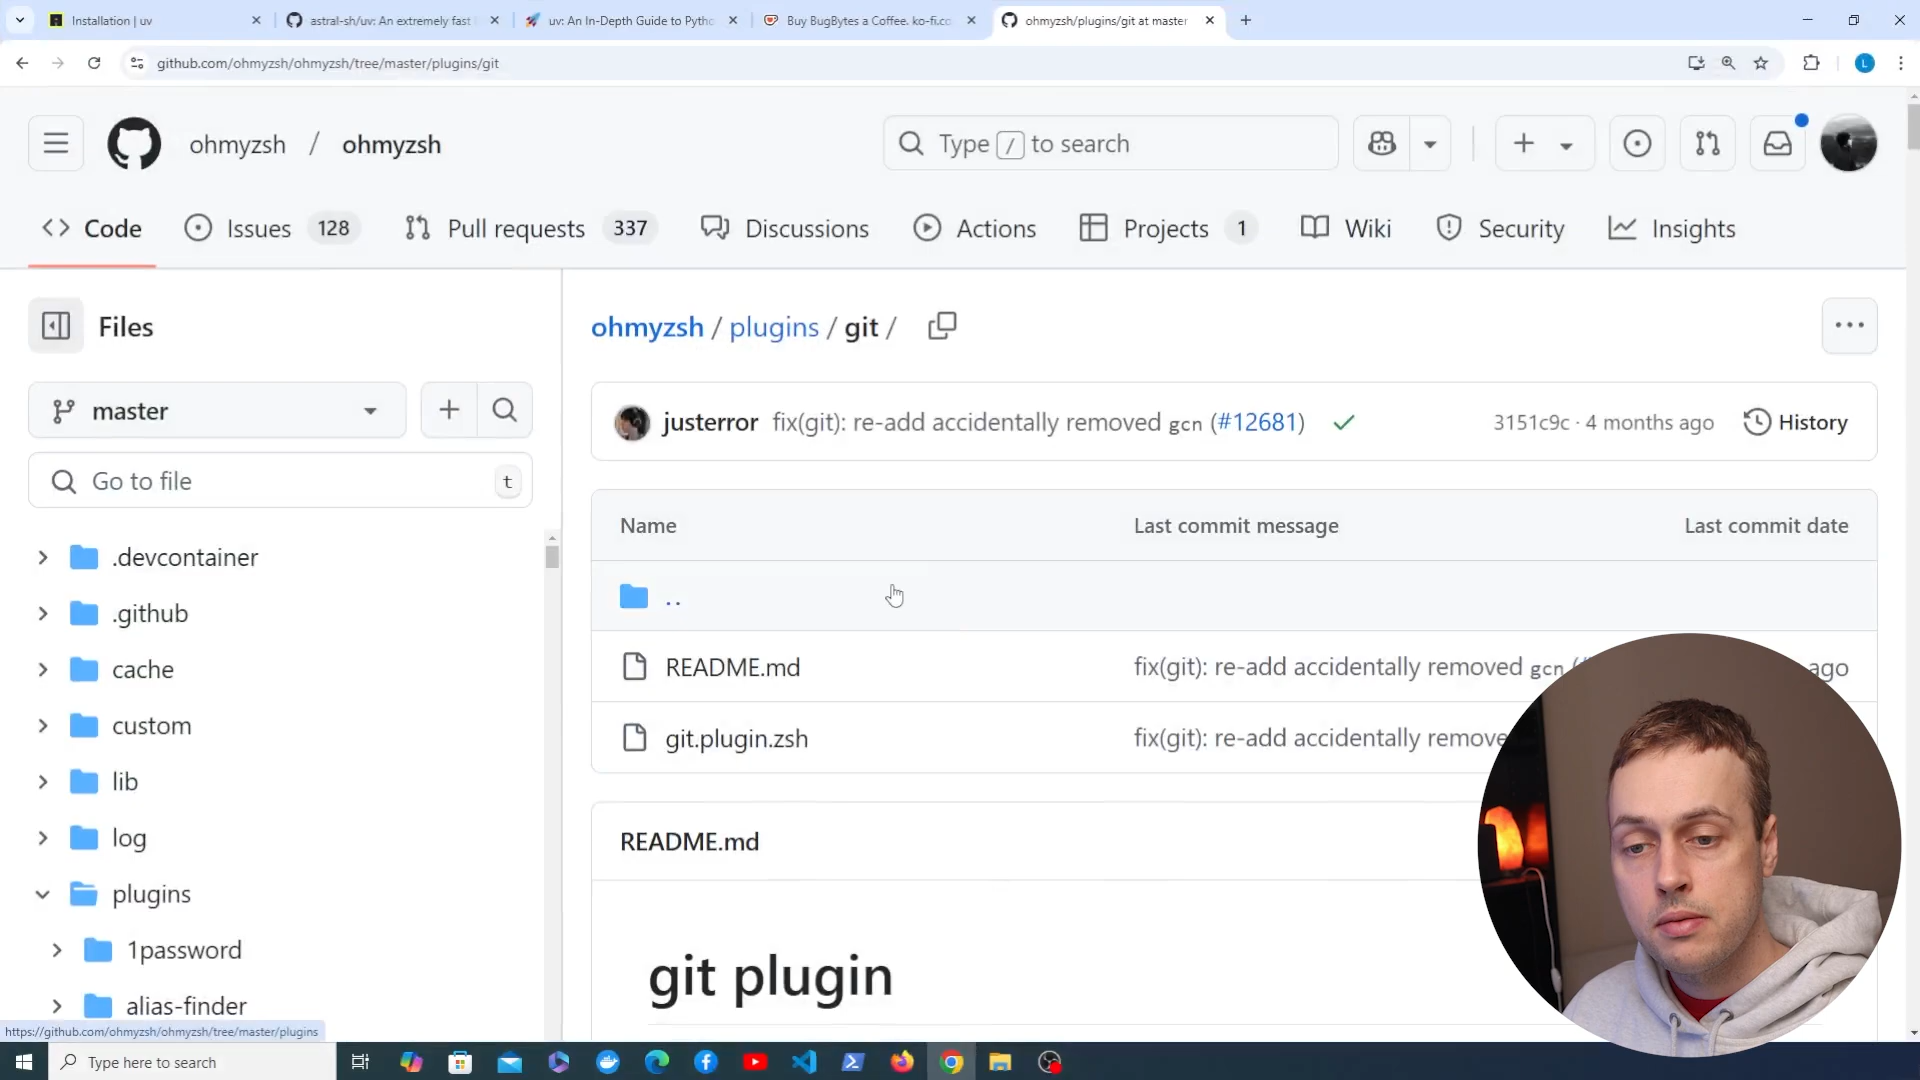 Installation | uv
astral-sh/uv: An extremely fast
uv: An In-Depth Guide to Pytho
Buy BugBytes a Coffee. ko-fi.co
ohmyzsh/plugins/git at master
github.com/ohmyzsh/ohmyzsh/tree/master/plugins/git
L
ohmyzsh / ohmyzsh
Type / to search
Code
Issues 128
Pull requests 337
Discussions
Actions
Projects 1
Wiki
Security
Insights
Files
master
Go to file
t
.devcontainer
.github
cache
custom
lib
log
plugins
1password
alias-finder
ohmyzsh / plugins / git /
justerror fix(git): re-add accidentally removed gcn (#12681)
3151c9c · 4 months ago
History
Name Last commit message Last commit date
..
README.md fix(git): re-add accidentally removed gcn ago
git.plugin.zsh fix(git): re-add accidentally remove
README.md
git plugin
https://github.com/ohmyzsh/ohmyzsh/tree/master/plugins
Type here to search